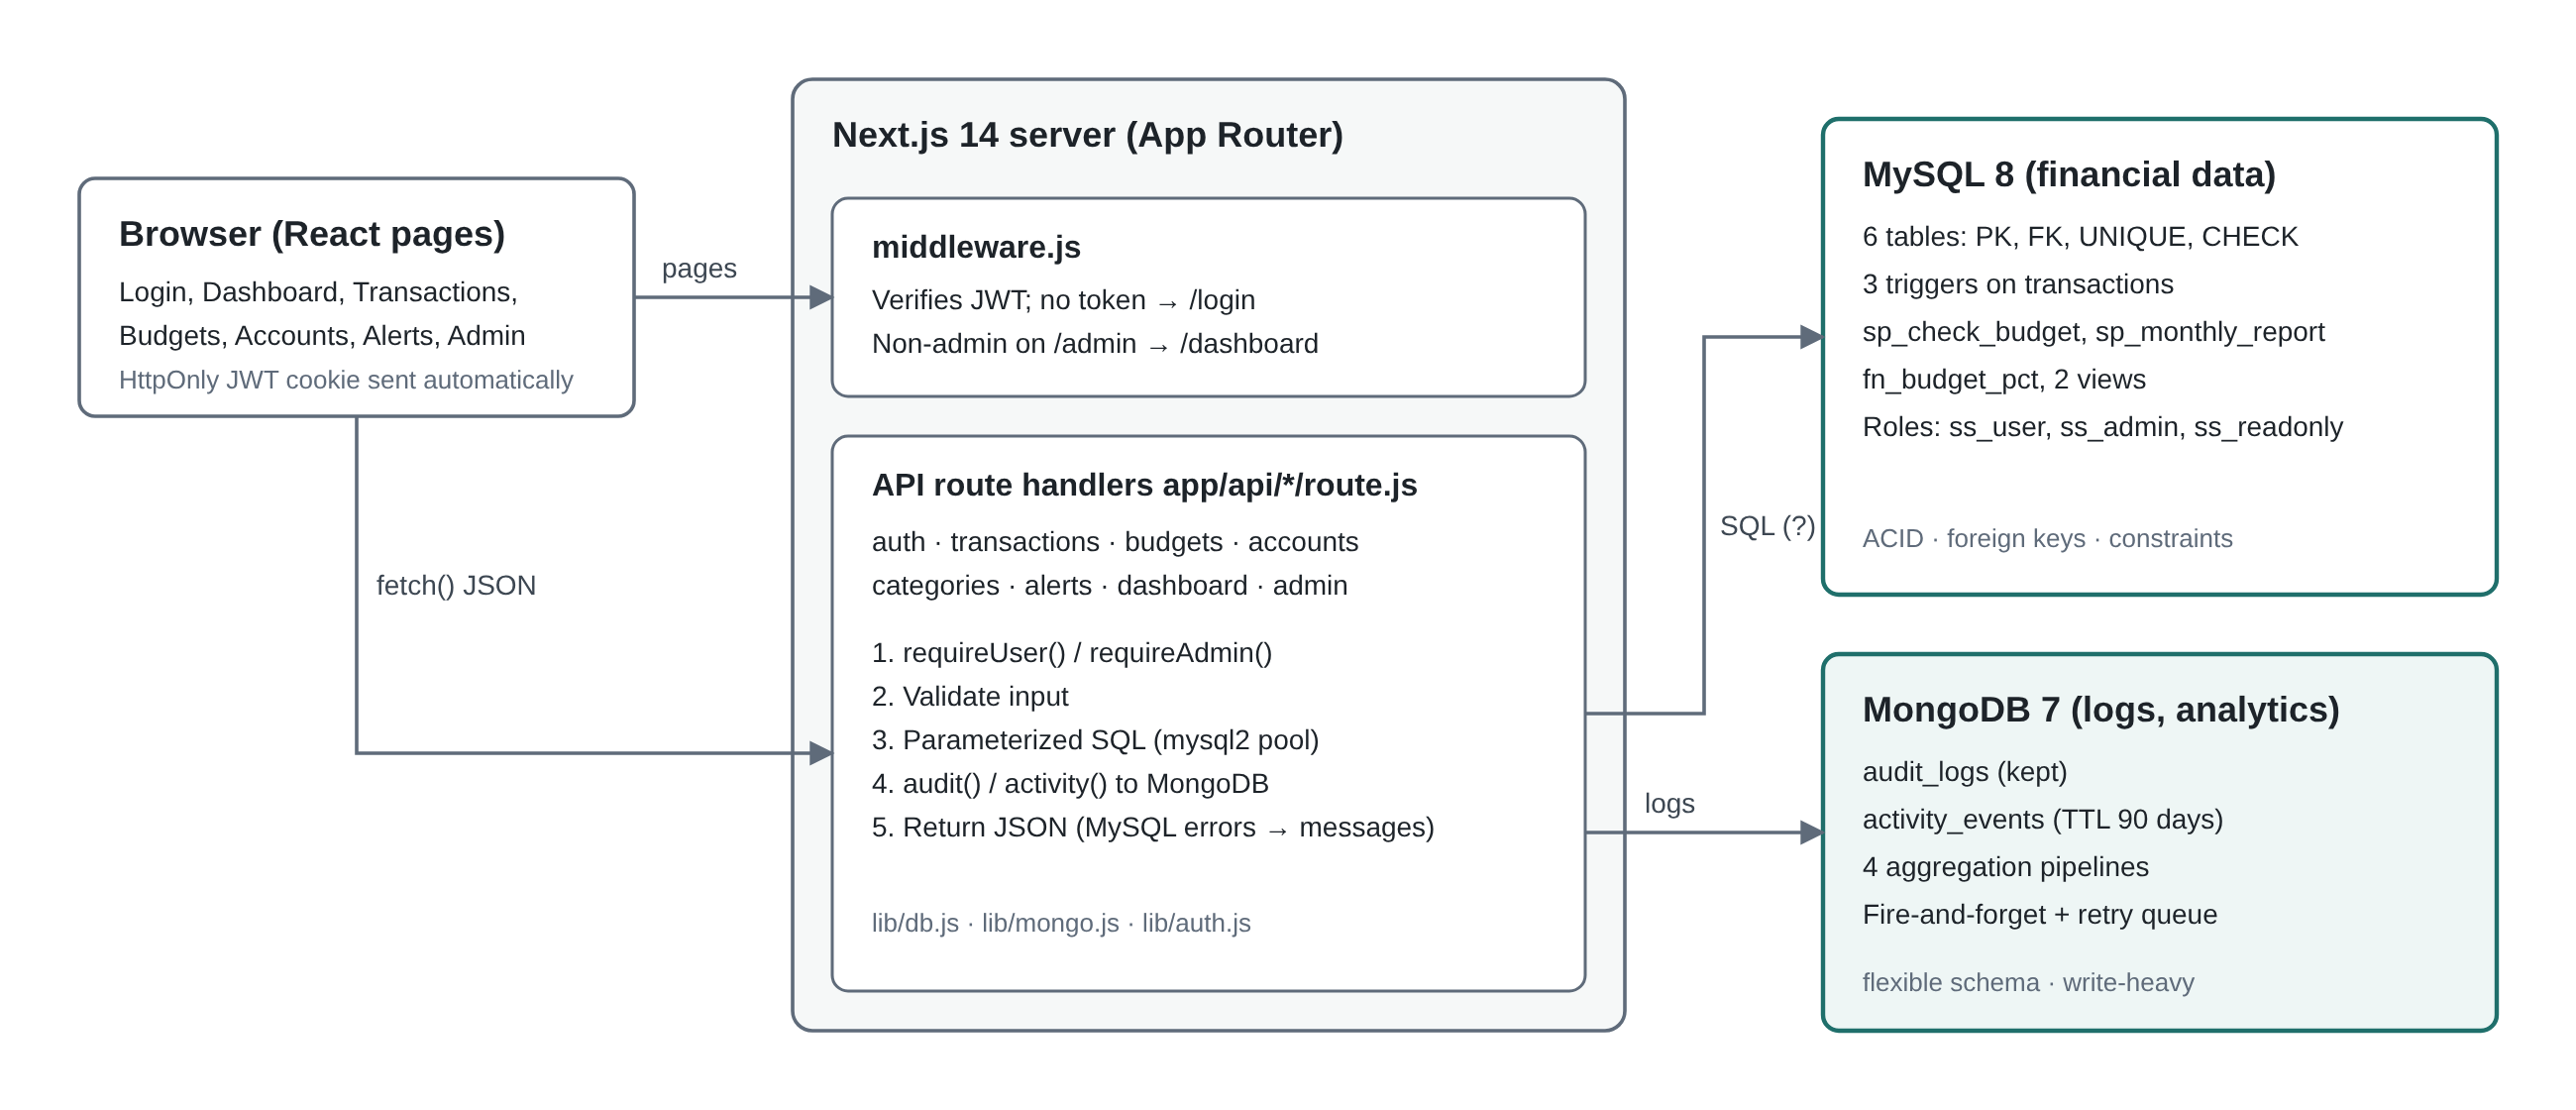 Browser (React pages)
Login, Dashboard, Transactions,
Budgets, Accounts, Alerts, Admin
HttpOnly JWT cookie sent automatically
pages
fetch() JSON
Next.js 14 server (App Router)
middleware.js
Verifies JWT; no token → /login
Non-admin on /admin → /dashboard
API route handlers app/api/*/route.js
auth · transactions · budgets · accounts
categories · alerts · dashboard · admin
1. requireUser() / requireAdmin()
2. Validate input
3. Parameterized SQL (mysql2 pool)
4. audit() / activity() to MongoDB
5. Return JSON (MySQL errors → messages)
lib/db.js · lib/mongo.js · lib/auth.js
SQL (?)
logs
MySQL 8 (financial data)
6 tables: PK, FK, UNIQUE, CHECK
3 triggers on transactions
sp_check_budget, sp_monthly_report
fn_budget_pct, 2 views
Roles: ss_user, ss_admin, ss_readonly
ACID · foreign keys · constraints
MongoDB 7 (logs, analytics)
audit_logs (kept)
activity_events (TTL 90 days)
4 aggregation pipelines
Fire-and-forget + retry queue
flexible schema · write-heavy